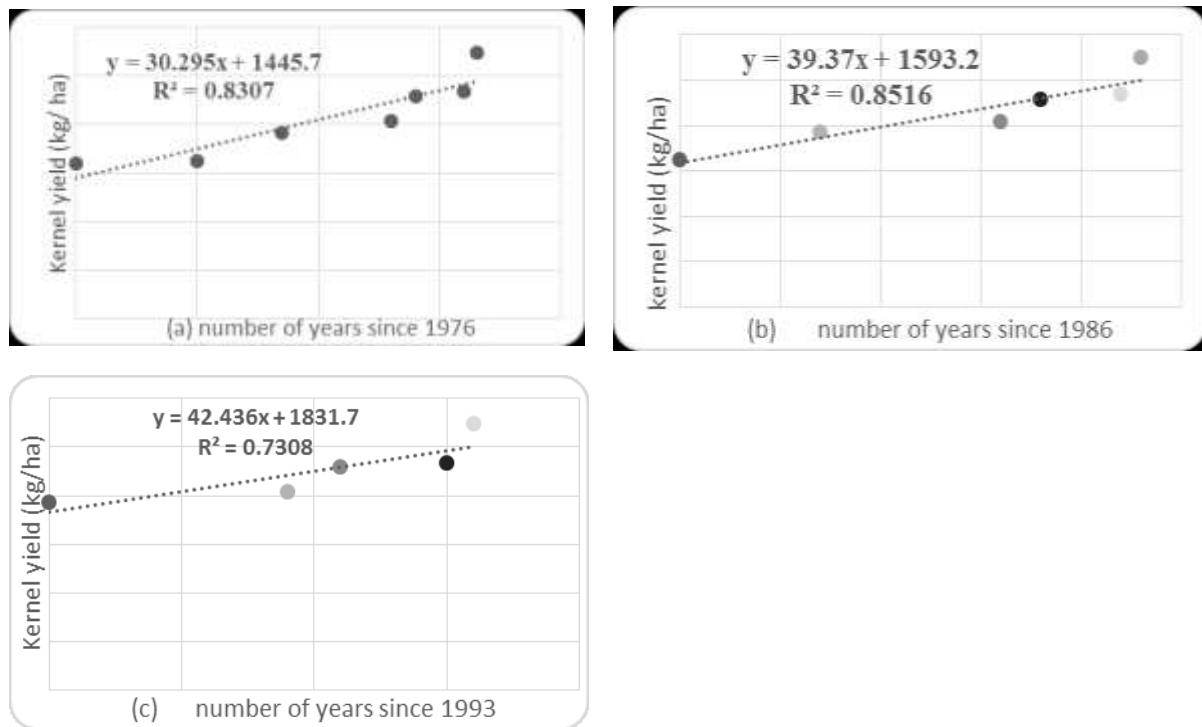 y = 30.295x + 1445.7
R² = 0.8307
Kernel yield (kg/ ha)
(a) number of years since 1976
y = 39.37x + 1593.2
R² = 0.8516
kernel yield (kg/ha)
(b) number of years since 1986
y = 42.436x + 1831.7
R² = 0.7308
Kernel yield (kg/ha)
(c) number of years since 1993